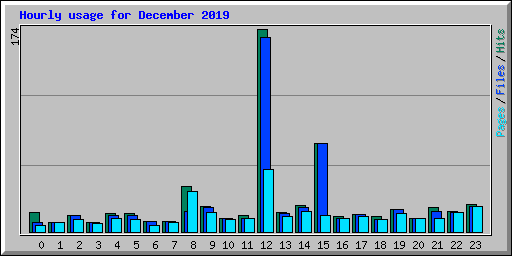 Hourly usage for December 2019
174
Pages/Files/Hits
0 1 2 3 4 5 6 7 8 9 10 11 12 13 14 15 16 17 18 19 20 21 22 23